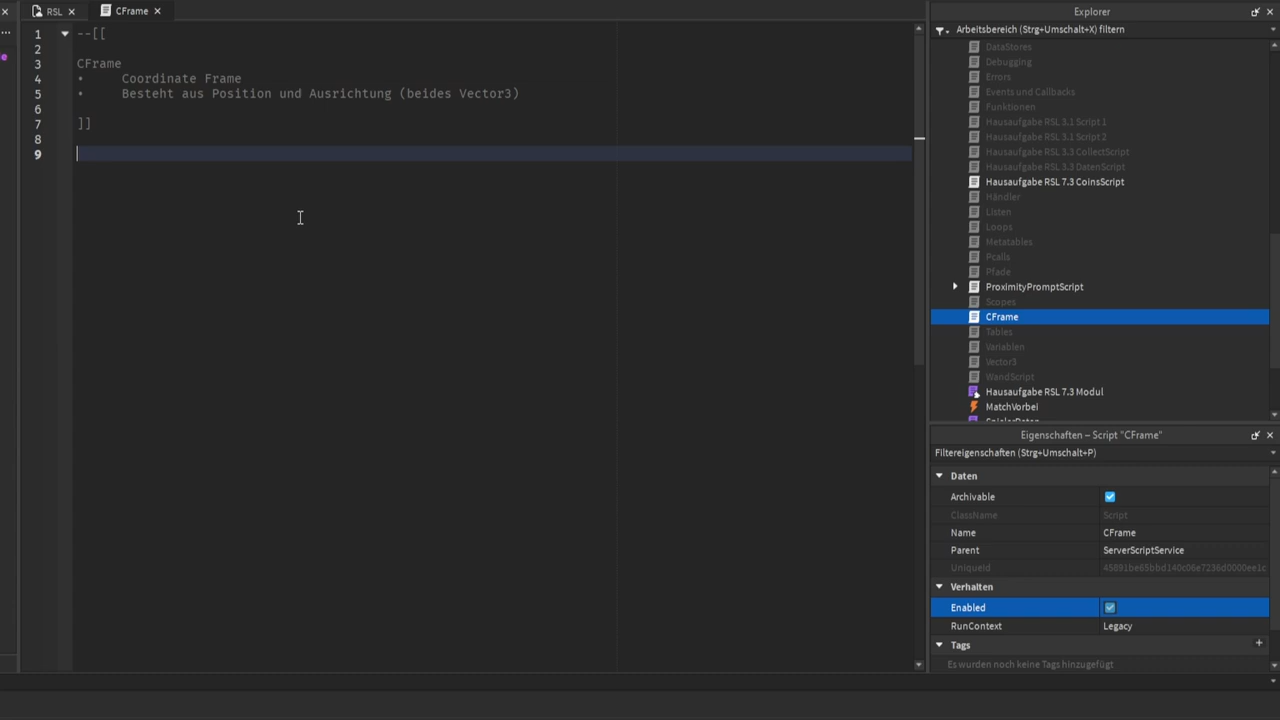 RSL
CFrame
1 --[[
2
3 CFrame
4 • Coordinate Frame
5 • Besteht aus Position und Ausrichtung (beides Vector3)
6
7 ]]
8
9
Explorer
Arbeitsbereich (Strg+Umschalt+X) filtern
DataStores
Debugging
Errors
Events und Callbacks
Funktionen
Hausaufgabe RSL 3.1 Script 1
Hausaufgabe RSL 3.1 Script 2
Hausaufgabe RSL 3.3 CollectScript
Hausaufgabe RSL 3.3 DatenScript
Hausaufgabe RSL 7.3 CoinsScript
Händler
Listen
Loops
Metatables
Pcalls
Pfade
ProximityPromptScript
Scopes
CFrame
Tables
Variablen
Vector3
WandScript
Hausaufgabe RSL 7.3 Modul
MatchVorbei
SpielerDaten
Eigenschaften – Script "CFrame"
Filtereigenschaften (Strg+Umschalt+P)
Daten
Archivable
ClassName Script
Name CFrame
Parent ServerScriptService
UniqueId
Verhalten
Enabled
RunContext Legacy
Tags +
Es wurden noch keine Tags hinzugefügt